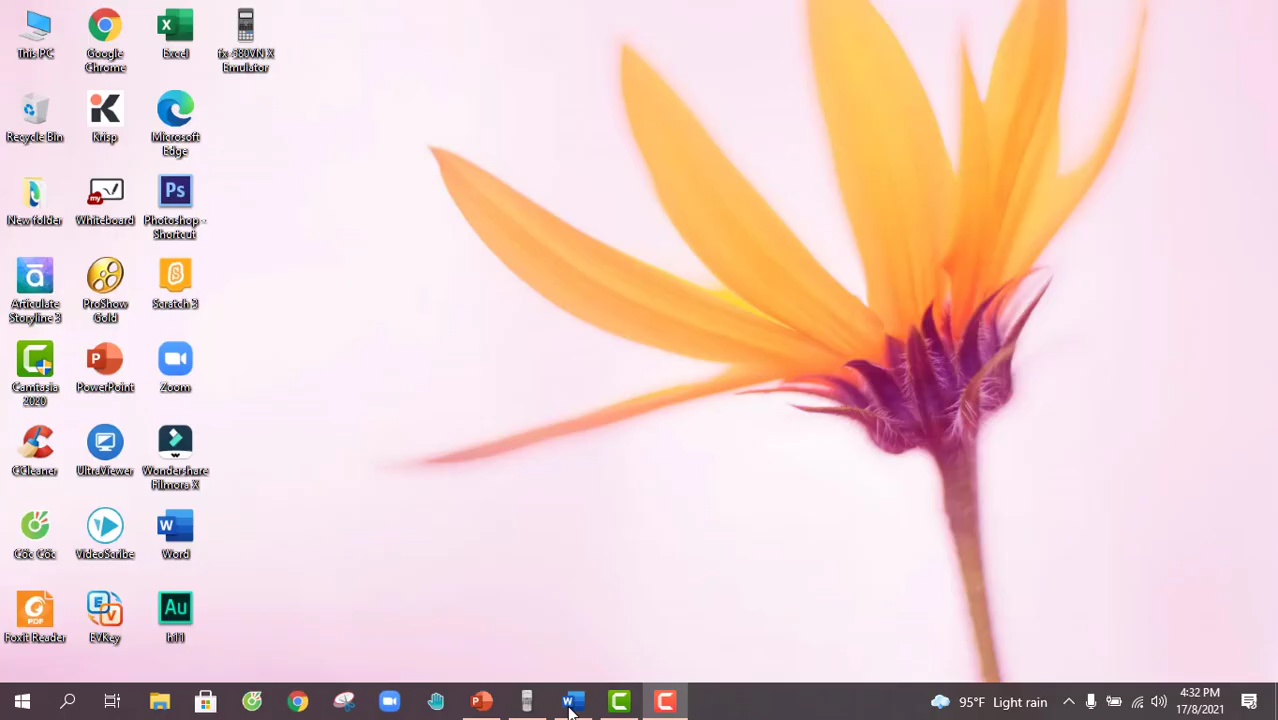 This PC
Google
Chrome
Excel
fx-580VN X
Emulator
Recycle Bin
Krisp
Microsoft
Edge
New folder
Whiteboard
Photoshop -
Shortcut
Articulate
Storyline 3
ProShow
Gold
Scratch 3
Camtasia
2020
PowerPoint
Zoom
CCleaner
UltraViewer
Wondershare
Filmora X
Cốc Cốc
VideoScribe
Word
Foxit Reader
EVKey
h11
95°F Light rain
4:32 PM
17/8/2021